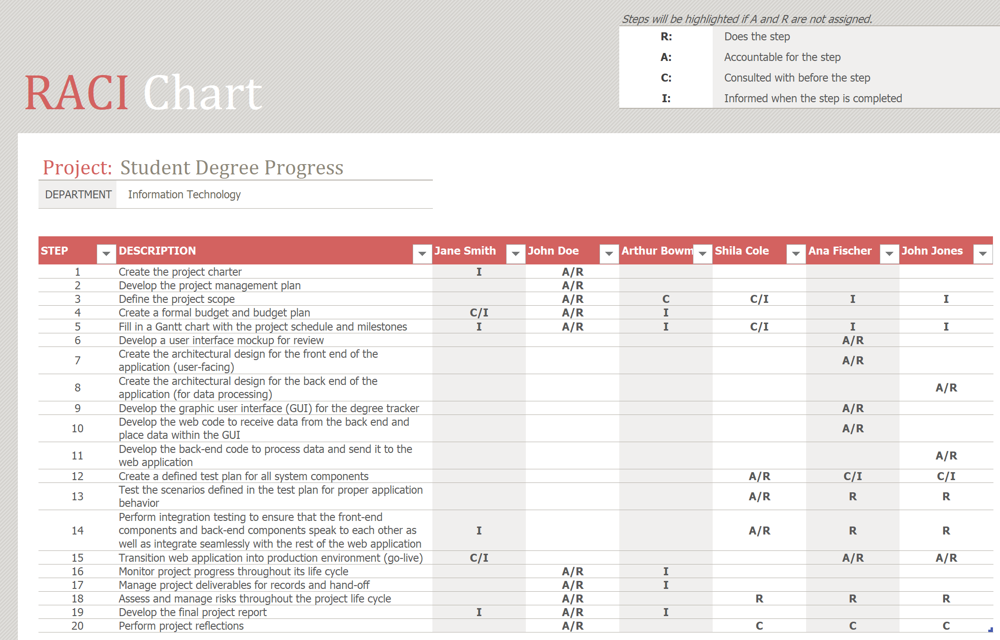 Steps will be highlighted if A and R are not assigned.
R: Does the step
A: Accountable for the step
C: Consulted with before the step
I: Informed when the step is completed
RACI Chart
Project: Student Degree Progress
DEPARTMENT Information Technology
STEP DESCRIPTION Jane Smith John Doe Arthur Bowm Shila Cole Ana Fischer John Jones
1 Create the project charter I A/R
2 Develop the project management plan A/R
3 Define the project scope A/R C C/I I I
4 Create a formal budget and budget plan C/I A/R I
5 Fill in a Gantt chart with the project schedule and milestones I A/R I C/I I I
6 Develop a user interface mockup for review A/R
7 Create the architectural design for the front end of the
application (user-facing) A/R
8 Create the architectural design for the back end of the
application (for data processing) A/R
9 Develop the graphic user interface (GUI) for the degree tracker A/R
10 Develop the web code to receive data from the back end and
place data within the GUI A/R
11 Develop the back-end code to process data and send it to the
web application A/R
12 Create a defined test plan for all system components A/R C/I C/I
13 Test the scenarios defined in the test plan for proper application
behavior A/R R R
Perform integration testing to ensure that the front-end
14 components and back-end components speak to each other as I A/R R R
well as integrate seamlessly with the rest of the web application
15 Transition web application into production environment (go-live) C/I A/R A/R
16 Monitor project progress throughout its life cycle A/R I
17 Manage project deliverables for records and hand-off A/R I
18 Assess and manage risks throughout the project life cycle A/R R R R
19 Develop the final project report I A/R I
20 Perform project reflections A/R C C C